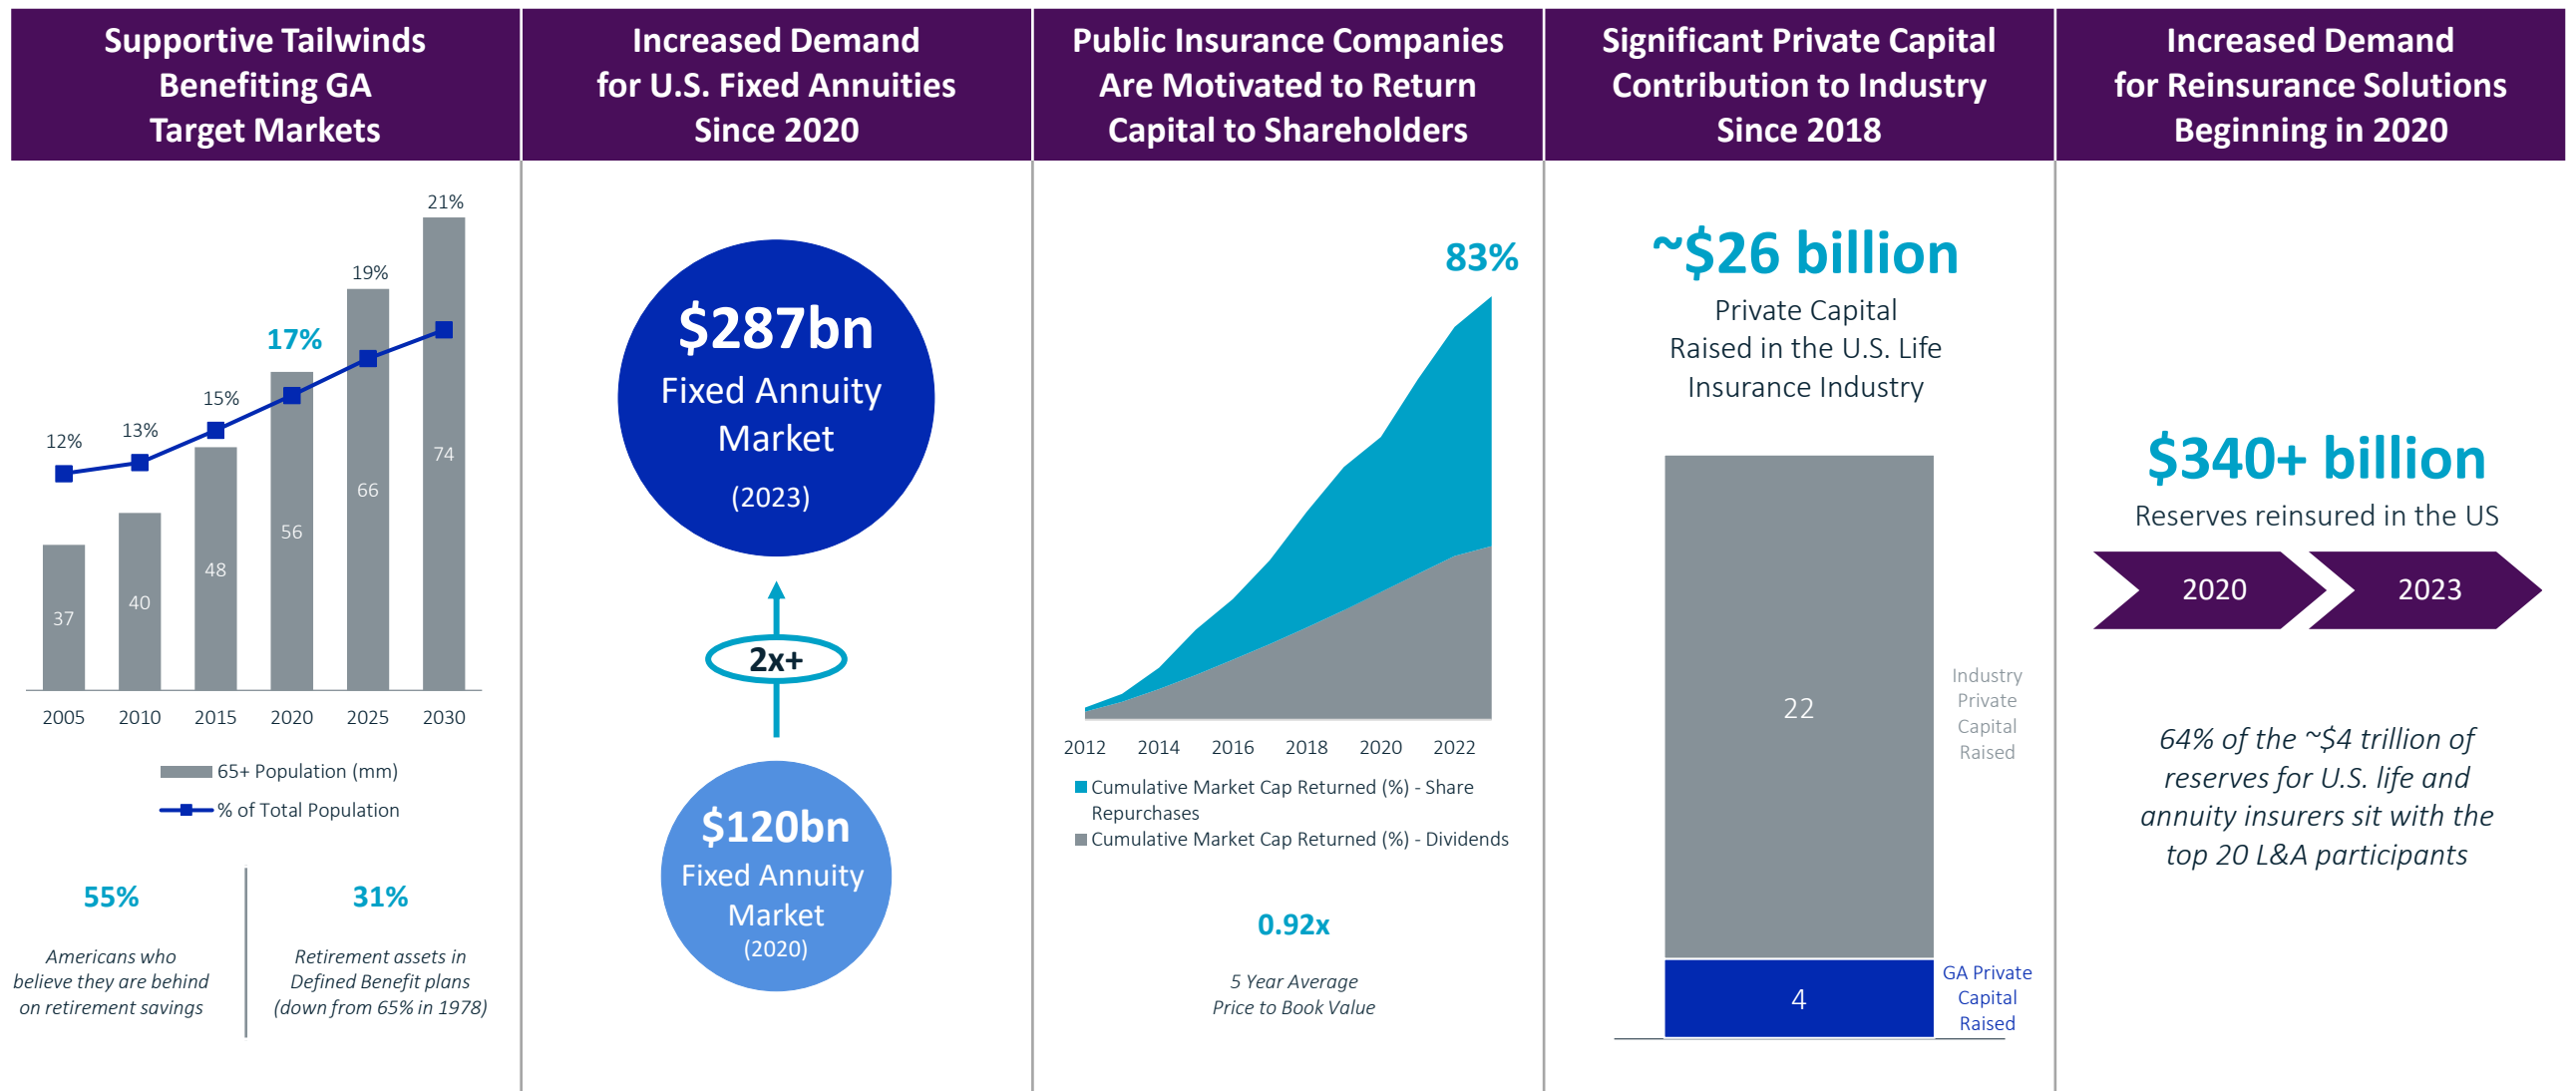 Supportive Tailwinds
Benefiting GA
Target Markets
21%
19%
17%
15%
13%
12%
74
66
56
48
40
37
2005 2010 2015 2020 2025 2030
65+ Population (mm)
% of Total Population
55%
Americans who
believe they are behind
on retirement savings
31%
Retirement assets in
Defined Benefit plans
(down from 65% in 1978)
Increased Demand
for U.S. Fixed Annuities
Since 2020
$287bn
Fixed Annuity
Market
(2023)
2x+
$120bn
Fixed Annuity
Market
(2020)
Public Insurance Companies
Are Motivated to Return
Capital to Shareholders
83%
2012 2014 2016 2018 2020 2022
Cumulative Market Cap Returned (%) - Share
Repurchases
Cumulative Market Cap Returned (%) - Dividends
0.92x
5 Year Average
Price to Book Value
Significant Private Capital
Contribution to Industry
Since 2018
~$26 billion
Private Capital
Raised in the U.S. Life
Insurance Industry
22
Industry
Private
Capital
Raised
4
GA Private
Capital
Raised
Increased Demand
for Reinsurance Solutions
Beginning in 2020
$340+ billion
Reserves reinsured in the US
2020 2023
64% of the ~$4 trillion of
reserves for U.S. life and
annuity insurers sit with the
top 20 L&A participants